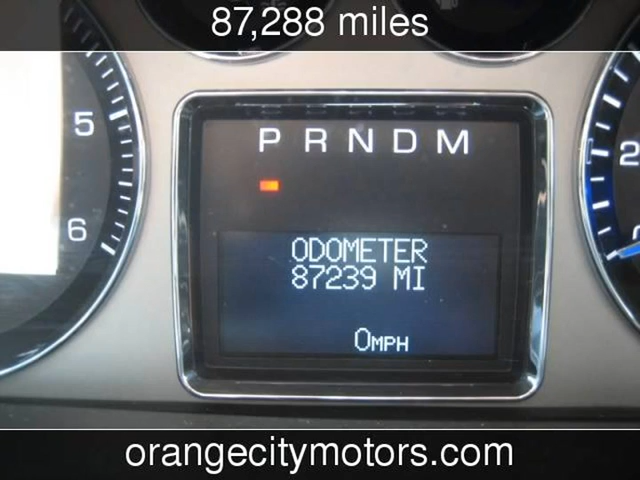 87,288 miles
5
6
P R N D M
ODOMETER
87239 MI
0MPH
2
orangecitymotors.com